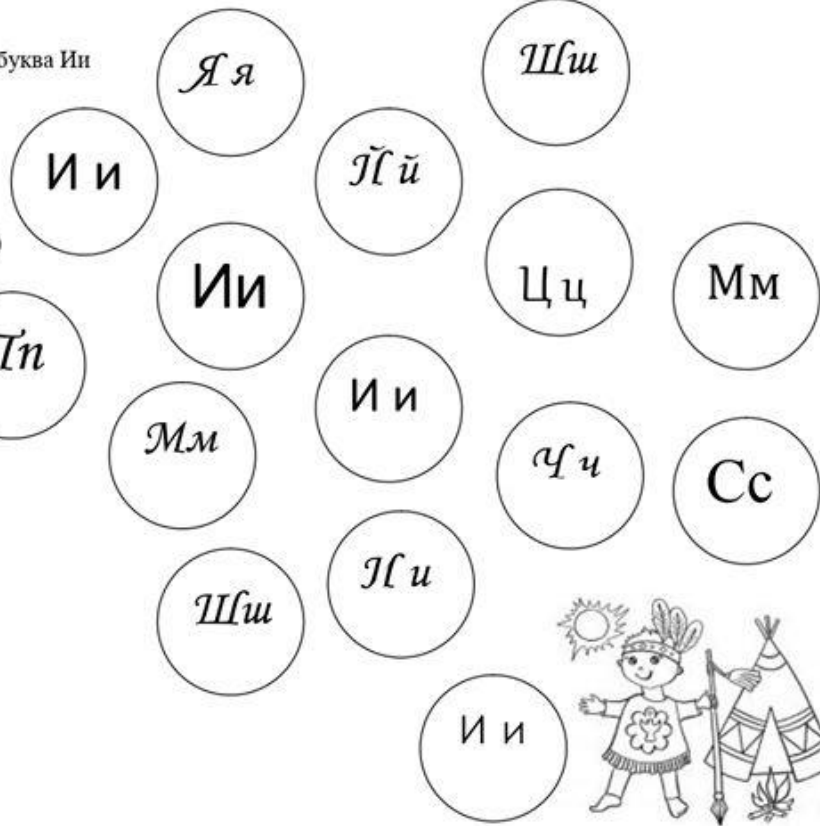 буква Ии
Я я
Шш
И и
Й й
Ии
Ц ц
Мм
Пп
И и
Мм
Ч ч
Сс
И и
Шш
И и